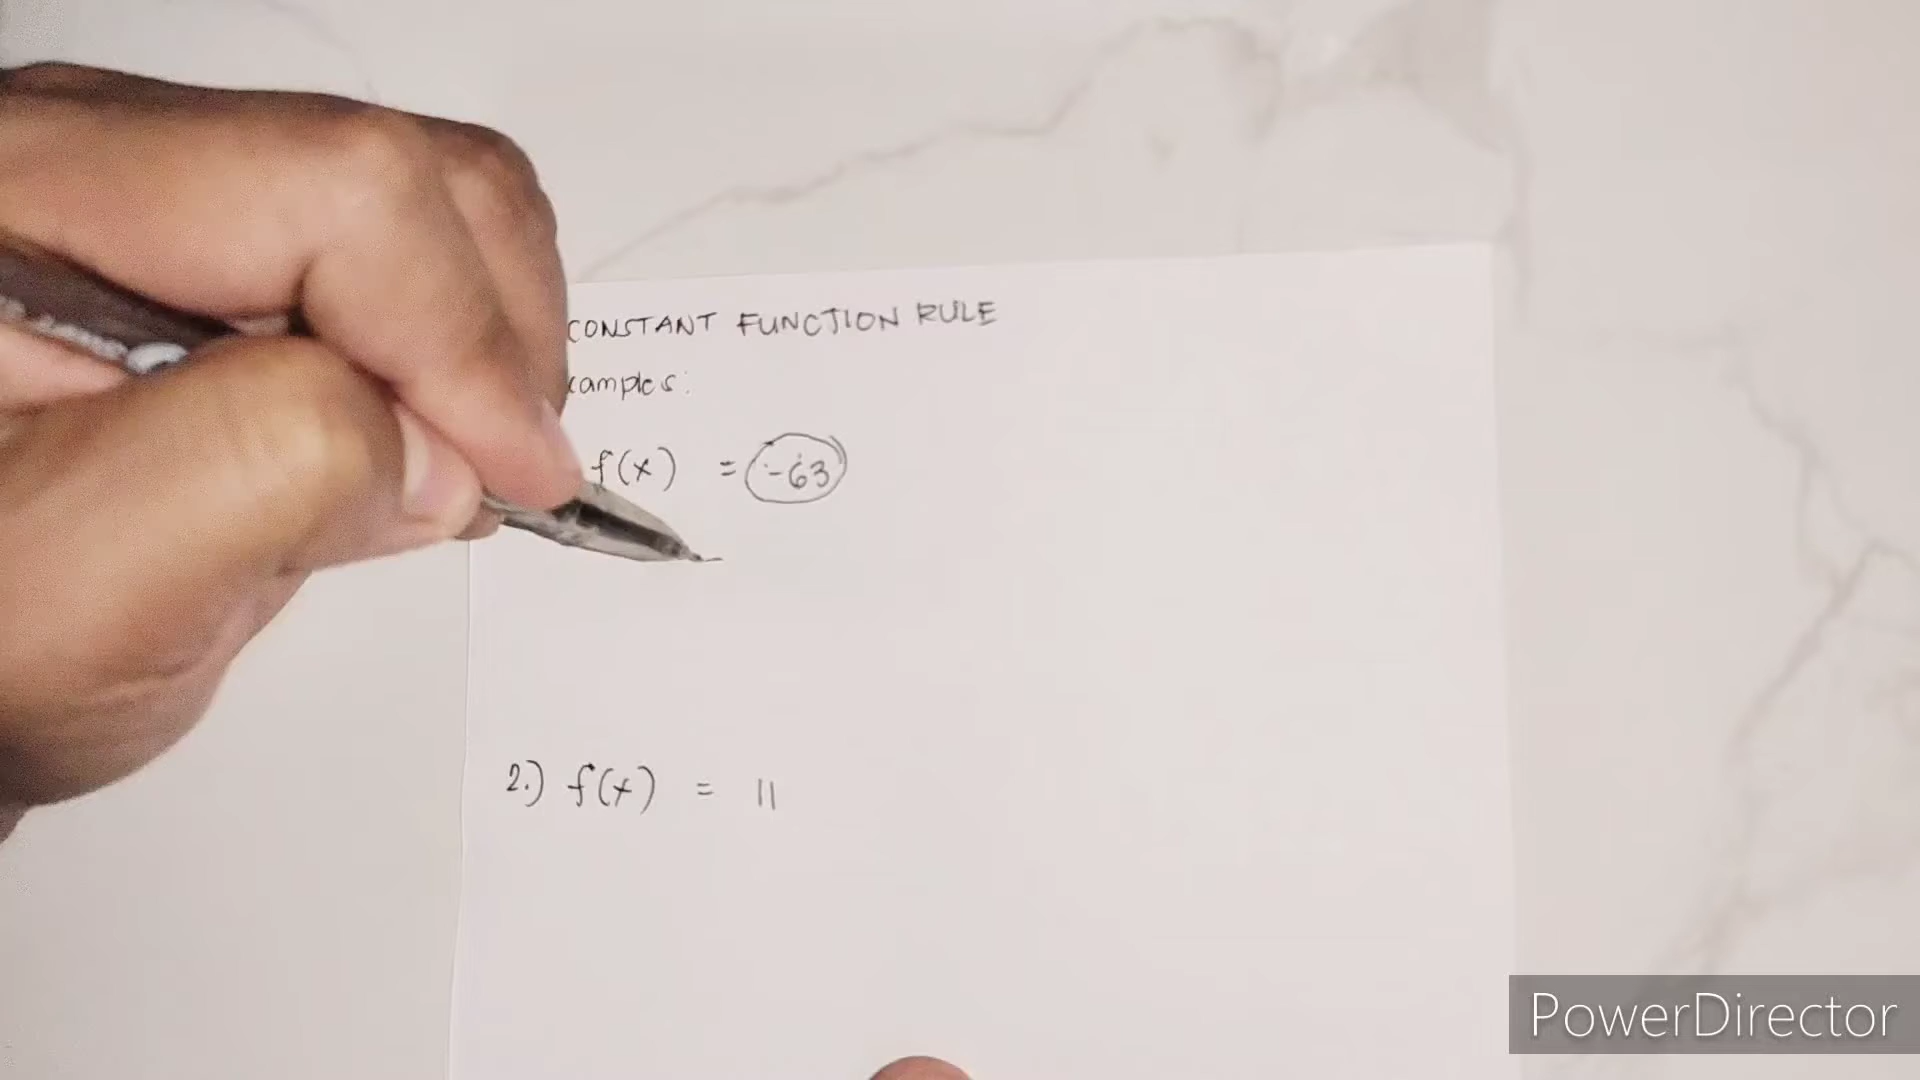 CONSTANT FUNCTION RULE
xamples:
f(x) = -63
2.) f(x) = 11
PowerDirector